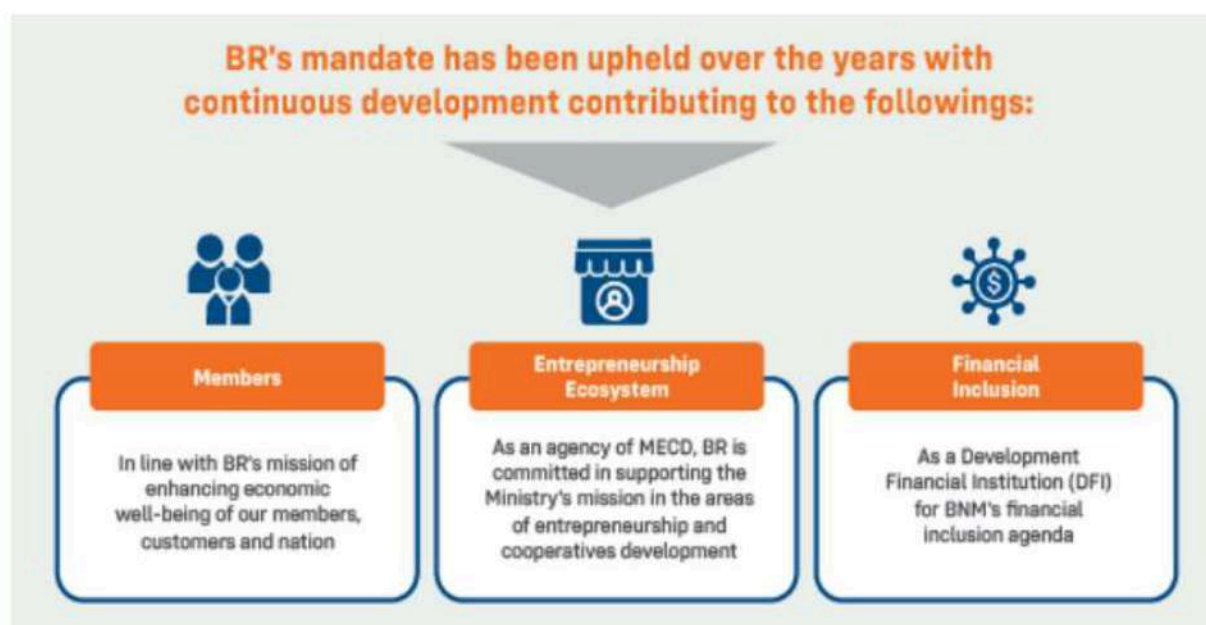 BR's mandate has been upheld over the years with
continuous development contributing to the followings:
$
Members
In line with BR's mission of
enhancing economic
well-being of our members,
customers and nation
Entrepreneurship
Ecosystem
As an agency of MECD, BR is
committed in supporting the
Ministry's mission in the areas
of entrepreneurship and
cooperatives development
Financial
Inclusion
As a Development
Financial Institution (DFI)
for BNM's financial
inclusion agenda